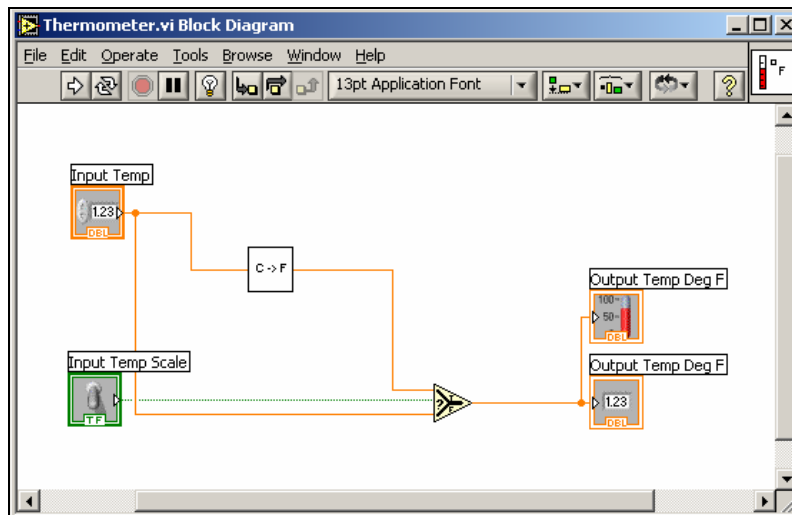 Thermometer.vi Block Diagram
File Edit Operate Tools Browse Window Help
13pt Application Font
?
°F
Input Temp
1.23
DBL
C->F
Output Temp Deg F
100-
50-
DBL
Input Temp Scale
TF
?
T
F
Output Temp Deg F
1.23
DBL